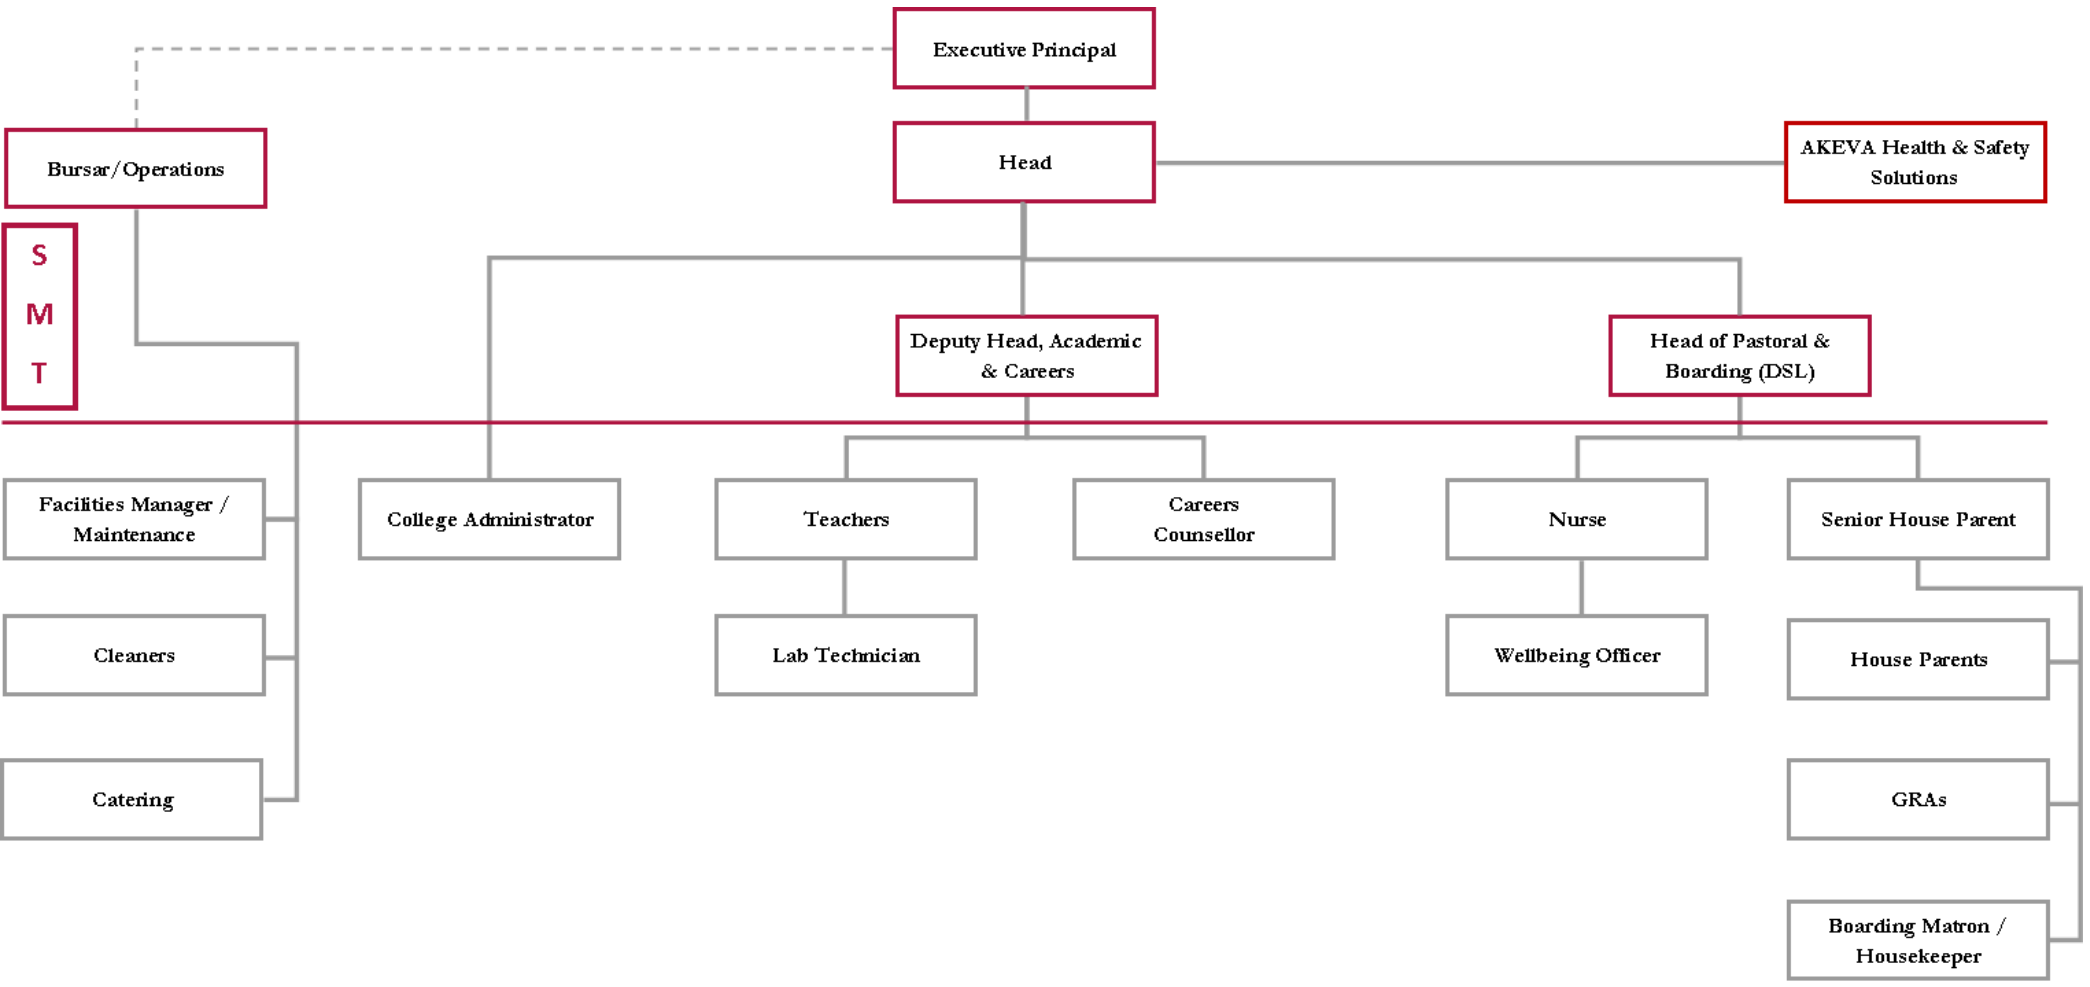 Executive Principal
Bursar/Operations
Head
AKEVA Health & Safety
Solutions
S
M
T
Deputy Head, Academic
& Careers
Head of Pastoral &
Boarding (DSL)
Facilities Manager /
Maintenance
College Administrator
Teachers
Careers
Counsellor
Nurse
Senior House Parent
Cleaners
Lab Technician
Wellbeing Officer
House Parents
Catering
GRAs
Boarding Matron /
Housekeeper